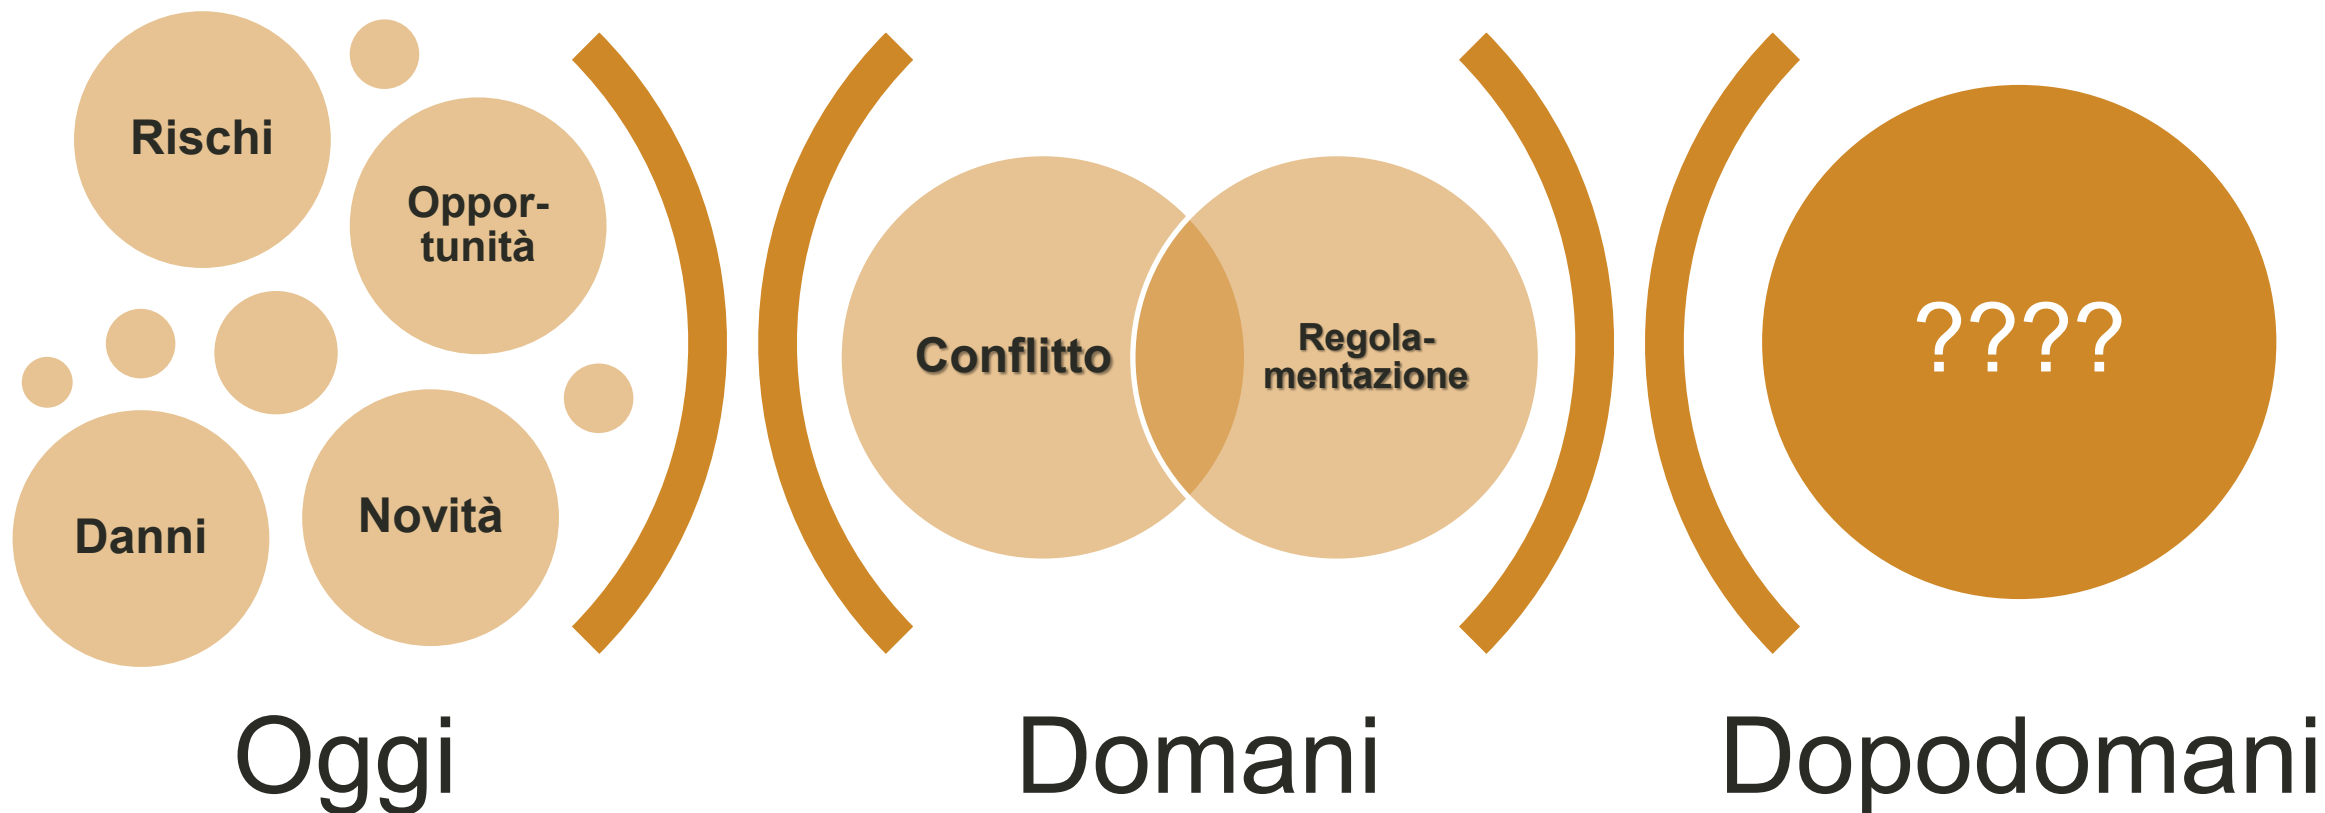 Rischi
Oppor-
tunità
Danni
Novità
Conflitto
Regola-
mentazione
????
Oggi
Domani
Dopodomani